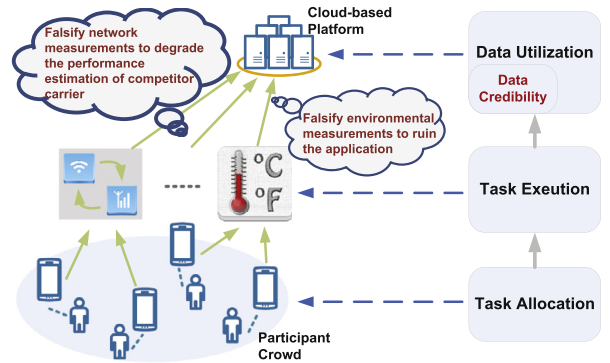 Falsify network
measurements to degrade
the performance
estimation of competitor
carrier
Cloud-based
Platform
Data Utilization
Data
Credibility
Falsify environmental
measurements to ruin
the application
°C
°F
Task Exeution
Task Allocation
Participant
Crowd